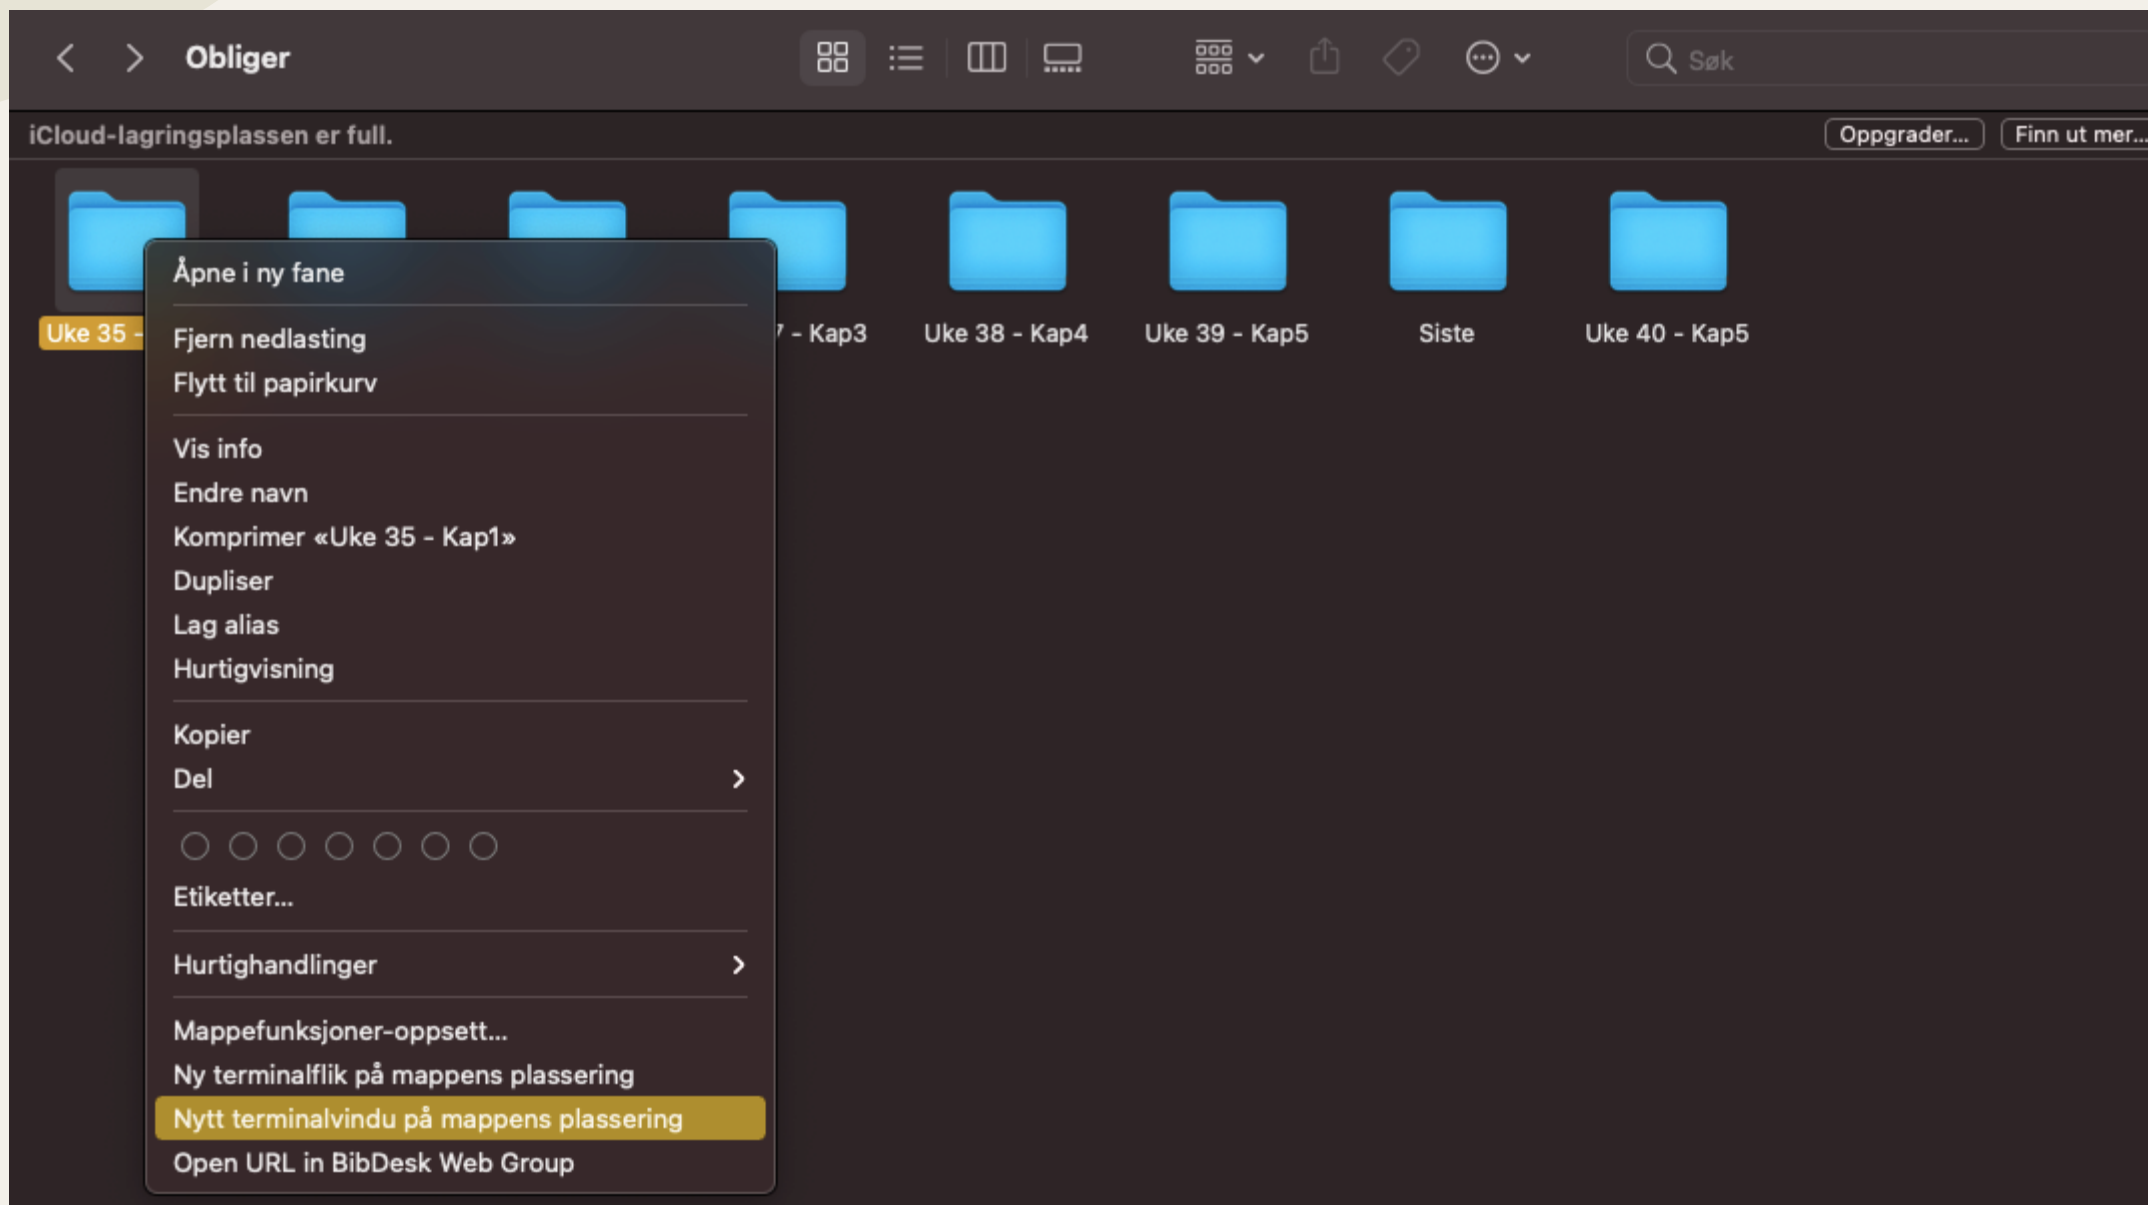 Obliger
Søk
iCloud-lagringsplassen er full.
Oppgrader...
Finn ut mer...
Uke 35 -
- Kap3
Uke 38 - Kap4
Uke 39 - Kap5
Siste
Uke 40 - Kap5
Åpne i ny fane
Fjern nedlasting
Flytt til papirkurv
Vis info
Endre navn
Komprimer «Uke 35 - Kap1»
Dupliser
Lag alias
Hurtigvisning
Kopier
Del
Etiketter...
Hurtighandlinger
Mappefunksjoner-oppsett...
Ny terminalflik på mappens plassering
Nytt terminalvindu på mappens plassering
Open URL in BibDesk Web Group